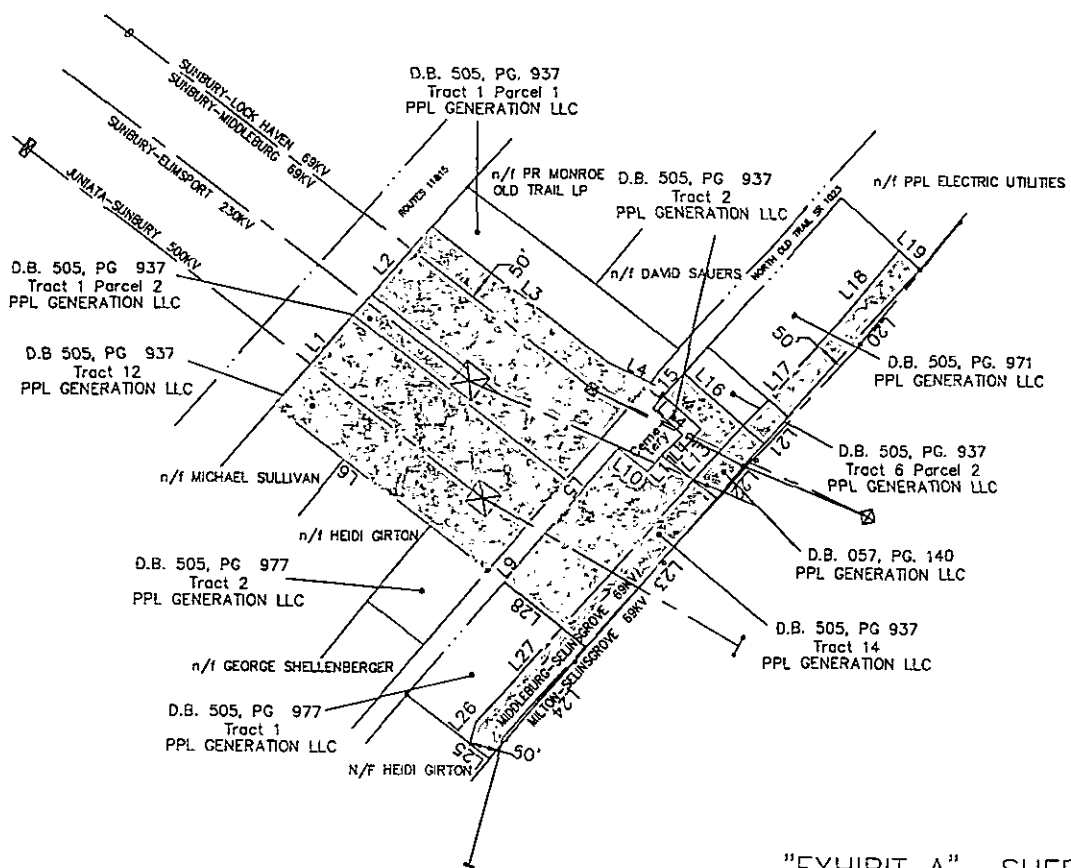 D.B. 505, PG. 937
Tract 1 Parcel 1
PPL GENERATION LLC
SUNBURY-LOCK HAVEN 69KV
SUNBURY-MIDDLEBURG 69KV
SUNBURY-ELIMSPORT 230KV
JUNIATA-SUNBURY 500KV
ROUTES 11&15
n/f PR MONROE
OLD TRAIL LP
D.B. 505, PG. 937
Tract 2
PPL GENERATION LLC
n/f PPL ELECTRIC UTILITIES
NORTH OLD TRAIL SR 1023
n/f DAVID SAUERS
D.B. 505, PG 937
Tract 1 Parcel 2
PPL GENERATION LLC
D.B 505, PG. 937
Tract 12
PPL GENERATION LLC
L1
L2
50'
L3
L4
L15
L16
L17
50'
L18
L19
L20
L21
D.B. 505, PG. 971
PPL GENERATION LLC
D.B. 505, PG. 937
Tract 6 Parcel 2
PPL GENERATION LLC
Ceme-
tery
L10
L13
L5
L6
L9
n/f MICHAEL SULLIVAN
n/f HEIDI GIRTON
D.B. 505, PG. 977
Tract 2
PPL GENERATION LLC
D.B. 057, PG. 140
PPL GENERATION LLC
D.B. 505, PG 937
Tract 14
PPL GENERATION LLC
L23
L28
L27
MIDDLEBURG-SELINSGROVE 69KV
MILTON-SELINSGROVE 69KV
L24
n/f GEORGE SHELLENBERGER
D.B. 505, PG 977
Tract 1
PPL GENERATION LLC
L26
L25
50'
N/F HEIDI GIRTON
"EXHIBIT A" SHEE